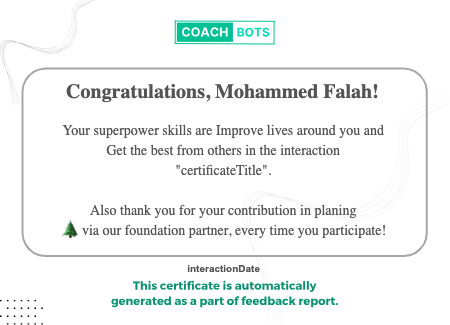 COACH BOTS
Congratulations, Mohammed Falah!
Your superpower skills are Improve lives around you and
Get the best from others in the interaction
"certificateTitle".
Also thank you for your contribution in planing
🌲 via our foundation partner, every time you participate!
interactionDate
This certificate is automatically
generated as a part of feedback report.